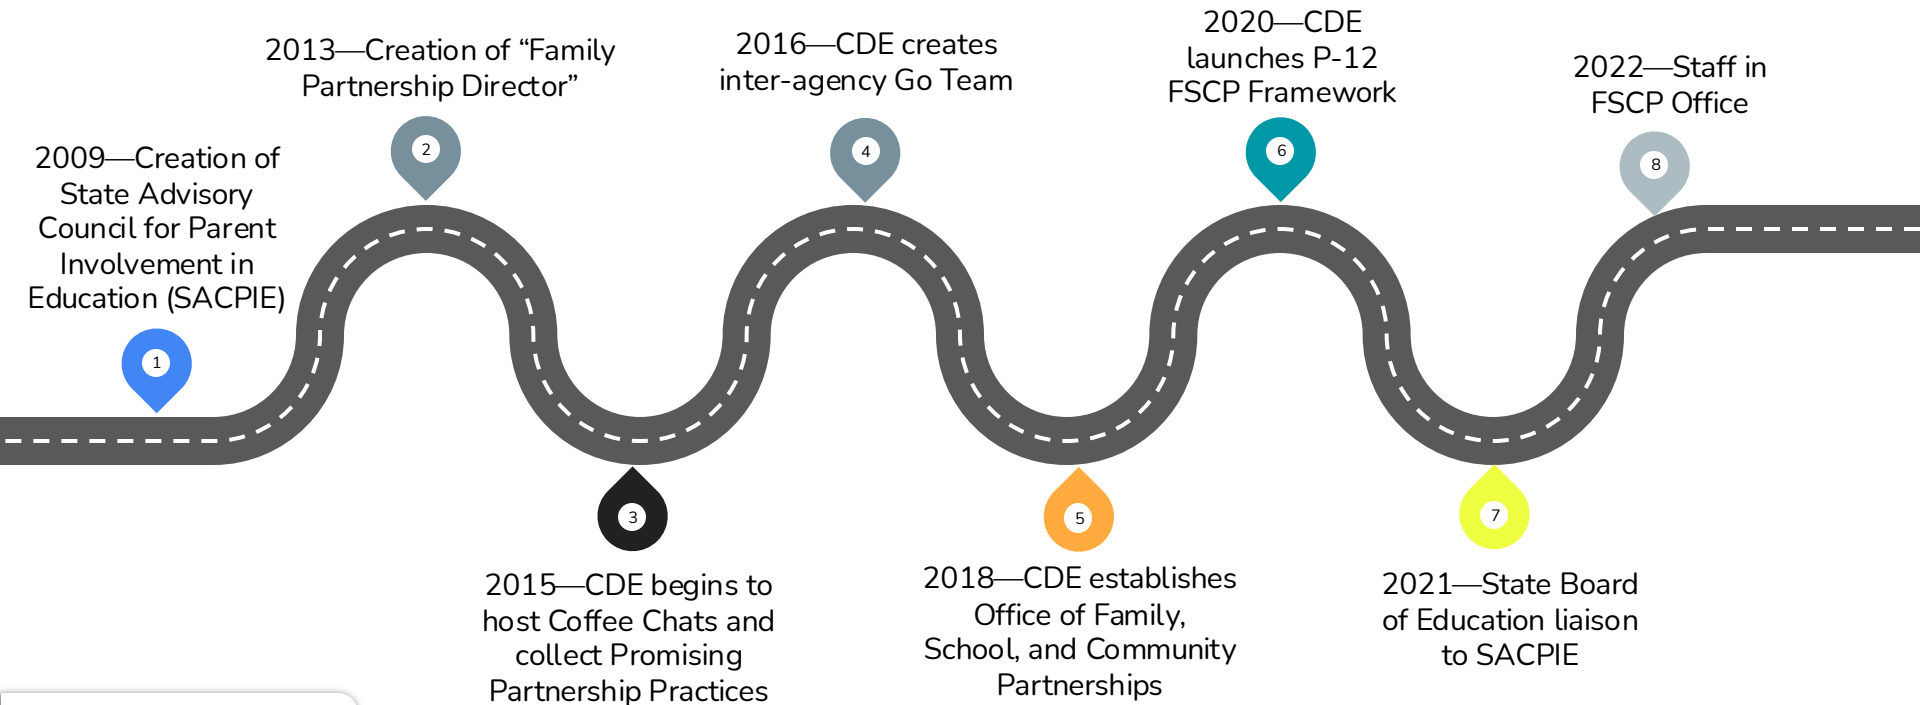 2009—Creation of
State Advisory
Council for Parent
Involvement in
Education (SACPIE)
1
2013—Creation of “Family
Partnership Director”
2
3
2015—CDE begins to
host Coffee Chats and
collect Promising
Partnership Practices
2016—CDE creates
inter-agency Go Team
4
5
2018—CDE establishes
Office of Family,
School, and Community
Partnerships
2020—CDE
launches P-12
FSCP Framework
6
7
2021—State Board
of Education liaison
to SACPIE
2022—Staff in
FSCP Office
8